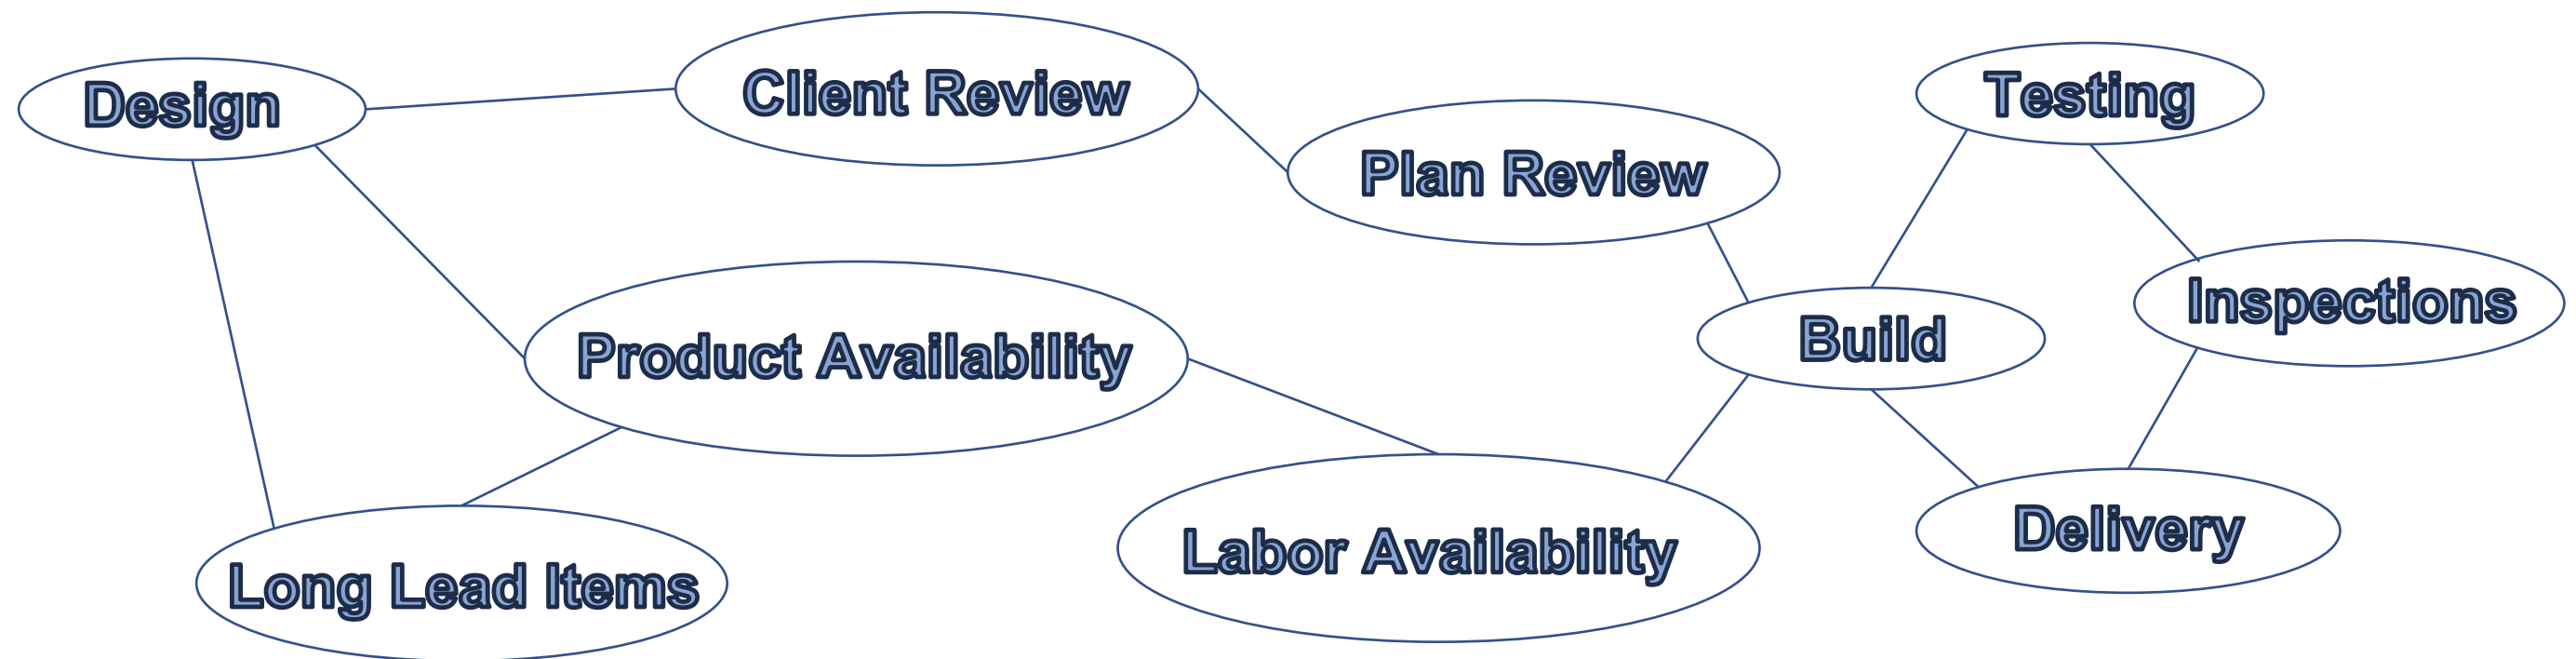 Design
Client Review
Testing
Plan Review
Inspections
Build
Product Availability
Delivery
Labor Availability
Long Lead Items